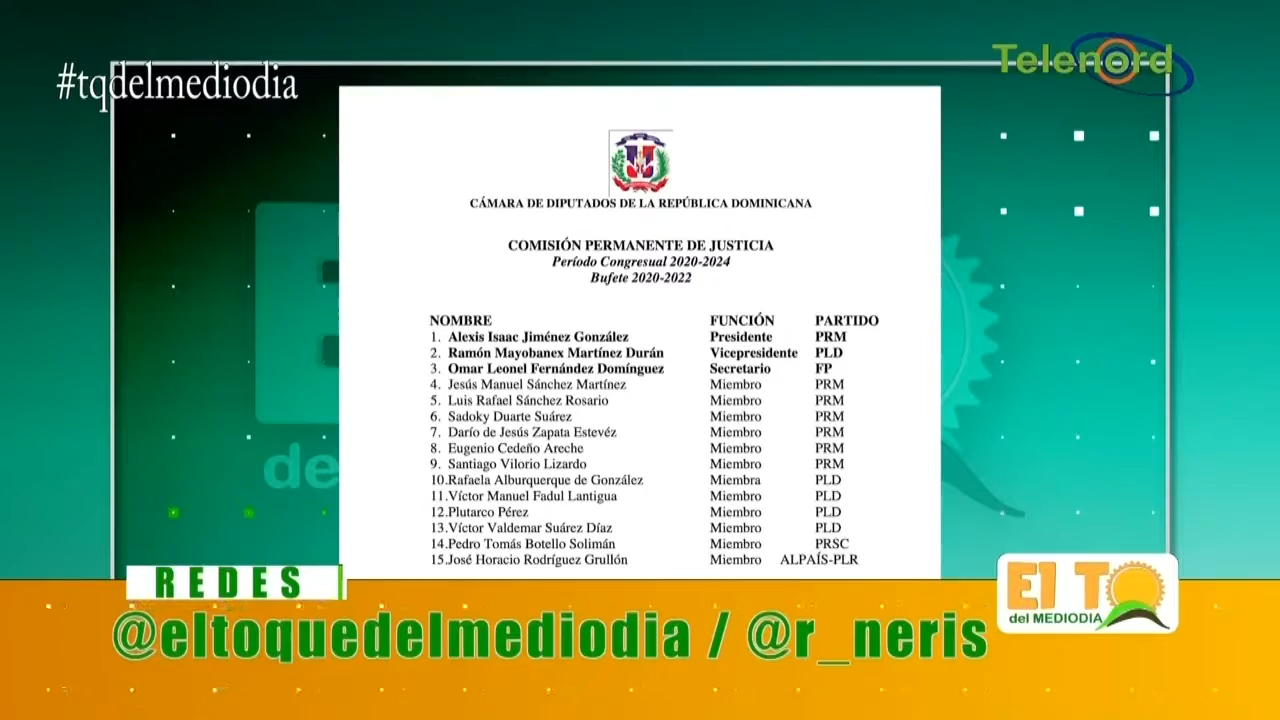 #tqdelmediodia
Telenord
CÁMARA DE DIPUTADOS DE LA REPÚBLICA DOMINICANA
COMISIÓN PERMANENTE DE JUSTICIA
Período Congresual 2020-2024
Bufete 2020-2022
NOMBRE FUNCIÓN PARTIDO
1. Alexis Isaac Jiménez González Presidente PRM
2. Ramón Mayobanex Martínez Durán Vicepresidente PLD
3. Omar Leonel Fernández Domínguez Secretario FP
4. Jesús Manuel Sánchez Martínez Miembro PRM
5. Luis Rafael Sánchez Rosario Miembro PRM
6. Sadoky Duarte Suárez Miembro PRM
7. Darío de Jesús Zapata Estevéz Miembro PRM
8. Eugenio Cedeño Areche Miembro PRM
9. Santiago Vilorio Lizardo Miembro PRM
10.Rafaela Alburquerque de González Miembra PLD
11.Víctor Manuel Fadul Lantigua Miembro PLD
12.Plutarco Pérez Miembro PLD
13.Víctor Valdemar Suárez Díaz Miembro PLD
14.Pedro Tomás Botello Solimán Miembro PRSC
15.José Horacio Rodríguez Grullón Miembro ALPAÍS-PLR
de
REDES
@eltoquedelmediodia / @r_neris
El T
del MEDIODIA